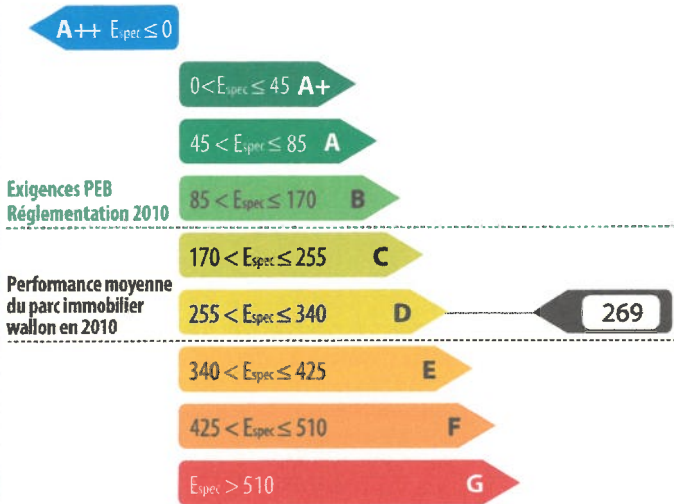 A++ Espec ≤ 0
0 < Espec ≤ 45 A+
45 < Espec ≤ 85 A
Exigences PEB
Réglementation 2010
85 < Espec ≤ 170 B
170 < Espec ≤ 255 C
Performance moyenne
du parc immobilier
wallon en 2010
255 < Espec ≤ 340 D
269
340 < Espec ≤ 425 E
425 < Espec ≤ 510 F
Espec > 510 G